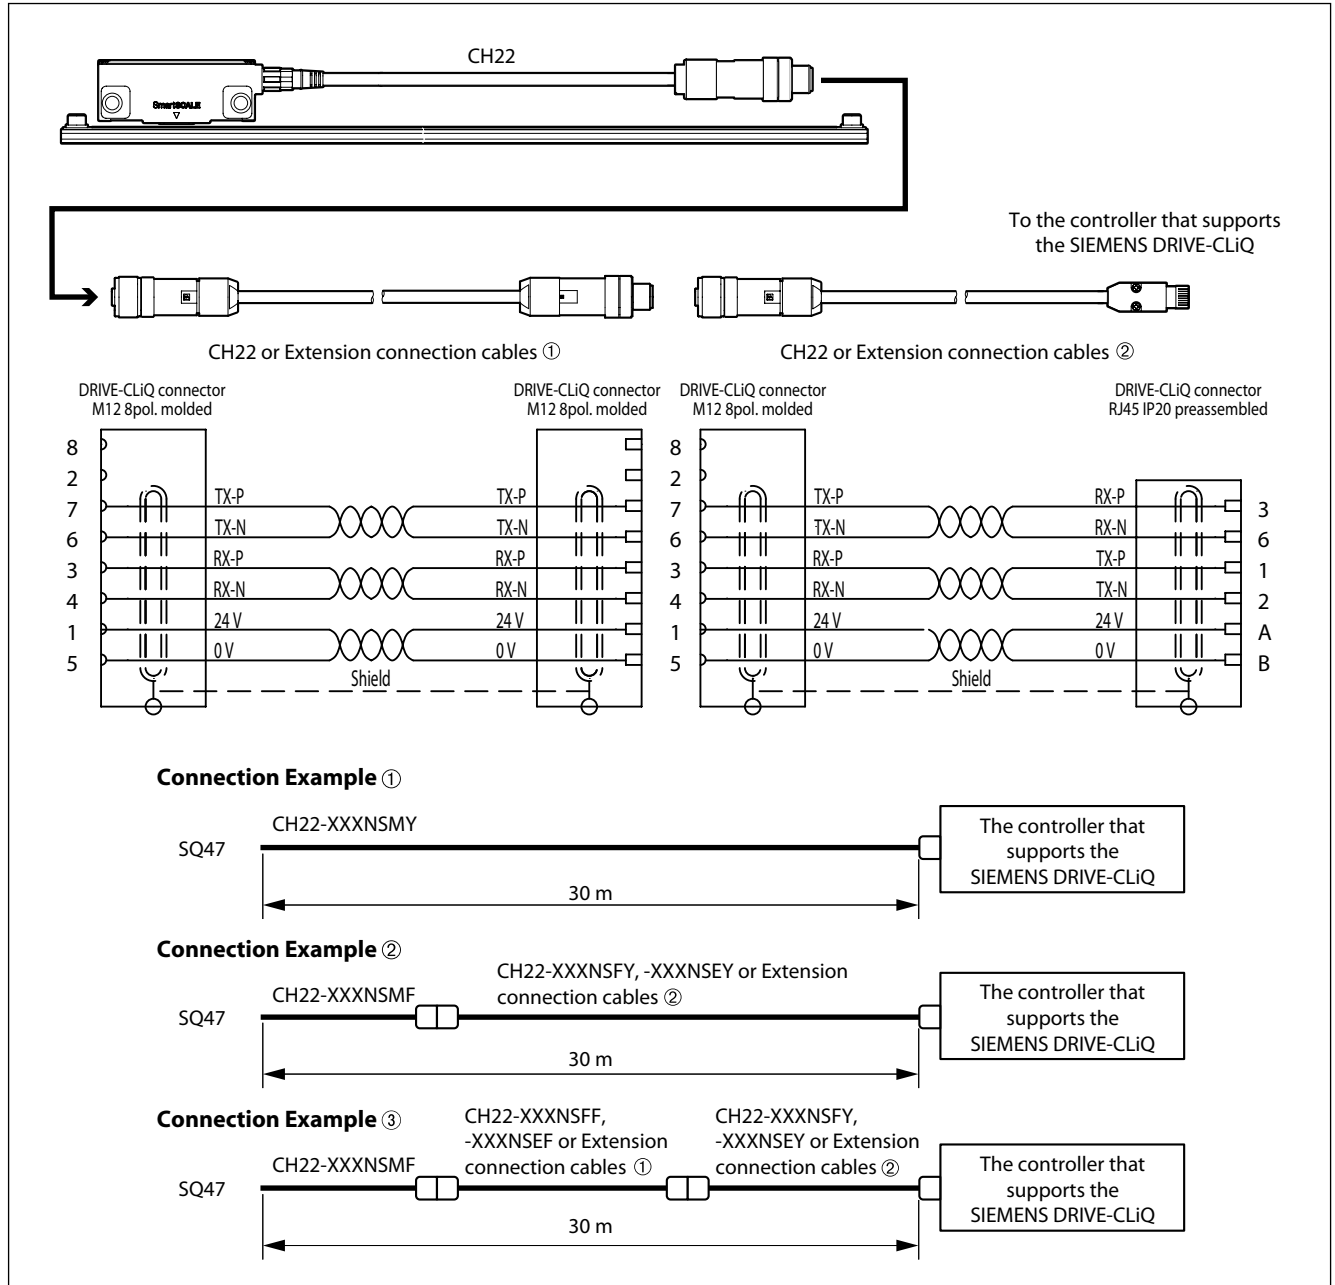 CH22
SmartSCALE
To the controller that supports
the SIEMENS DRIVE-CLiQ
CH22 or Extension connection cables ①
CH22 or Extension connection cables ②
DRIVE-CLiQ connector
M12 8pol. molded
DRIVE-CLiQ connector
M12 8pol. molded
DRIVE-CLiQ connector
M12 8pol. molded
DRIVE-CLiQ connector
RJ45 IP20 preassembled
8
2
7
6
3
4
1
5
TX-P
TX-N
RX-P
RX-N
24 V
0 V
Shield
TX-P
TX-N
RX-P
RX-N
24 V
0 V
8
2
7
6
3
4
1
5
TX-P
TX-N
RX-P
RX-N
24 V
0 V
Shield
RX-P
RX-N
TX-P
TX-N
24 V
0 V
3
6
1
2
A
B
Connection Example ①
SQ47
CH22-XXXNSMY
30 m
The controller that
supports the
SIEMENS DRIVE-CLiQ
Connection Example ②
SQ47
CH22-XXXNSMF
CH22-XXXNSFY, -XXXNSEY or Extension
connection cables ②
30 m
The controller that
supports the
SIEMENS DRIVE-CLiQ
Connection Example ③
SQ47
CH22-XXXNSMF
CH22-XXXNSFF,
-XXXNSEF or Extension
connection cables ①
CH22-XXXNSFY,
-XXXNSEY or Extension
connection cables ②
30 m
The controller that
supports the
SIEMENS DRIVE-CLiQ